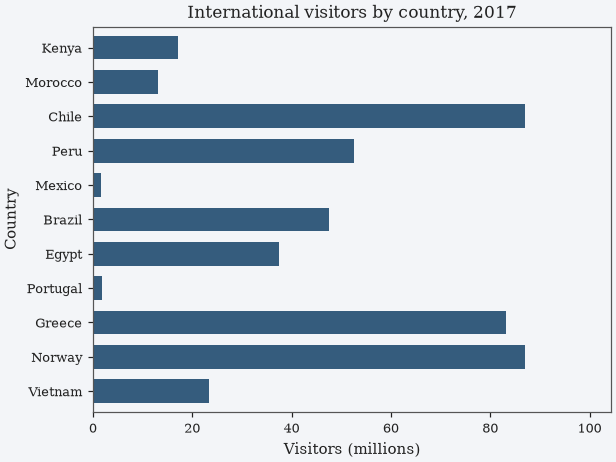 International visitors by country, 2017
Kenya
Morocco
Chile
Peru
Mexico
Brazil
Egypt
Portugal
Greece
Norway
Vietnam
Country
0 20 40 60 80 100
Visitors (millions)